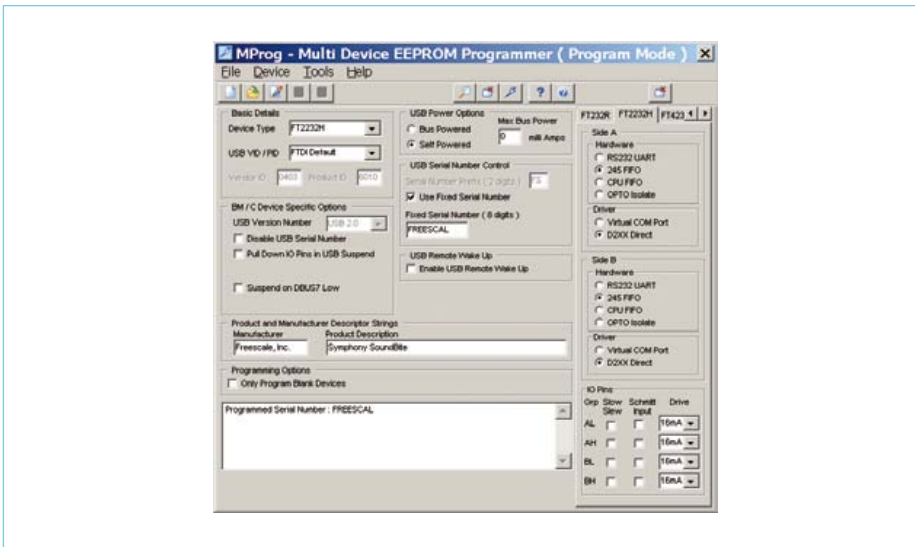 MProg - Multi Device EEPROM Programmer ( Program Mode )
File Device Tools Help
Basic Details
Device Type FT2232H
USB VID / PID FTDI Default
Vendor ID 0403 Product ID 6010
BM / C Device Specific Options
USB Version Number USB 2.0
Disable USB Serial Number
Pull Down IO Pins in USB Suspend
Suspend on DBUS7 Low
USB Power Options
Bus Powered
Self Powered
Max Bus Power
0 milli Amps
USB Serial Number Control
Serial Number Prefix ( 2 digits )
Use Fixed Serial Number
Fixed Serial Number ( 8 digits )
FREESCAL
USB Remote Wake Up
Enable USB Remote Wake Up
Product and Manufacturer Descriptor Strings
Manufacturer Product Description
Freescale, Inc. Symphony SoundBite
Programming Options
Only Program Blank Devices
Programmed Serial Number : FREESCAL
FT232R FT2232H FT423
Side A
Hardware
RS232 UART
245 FIFO
CPU FIFO
OPTO Isolate
Driver
Virtual COM Port
D2XX Direct
Side B
Hardware
RS232 UART
245 FIFO
CPU FIFO
OPTO Isolate
Driver
Virtual COM Port
D2XX Direct
IO Pins
Grp Slow Slew Schmitt Input Drive
AL 16mA
AH 16mA
BL 16mA
BH 16mA